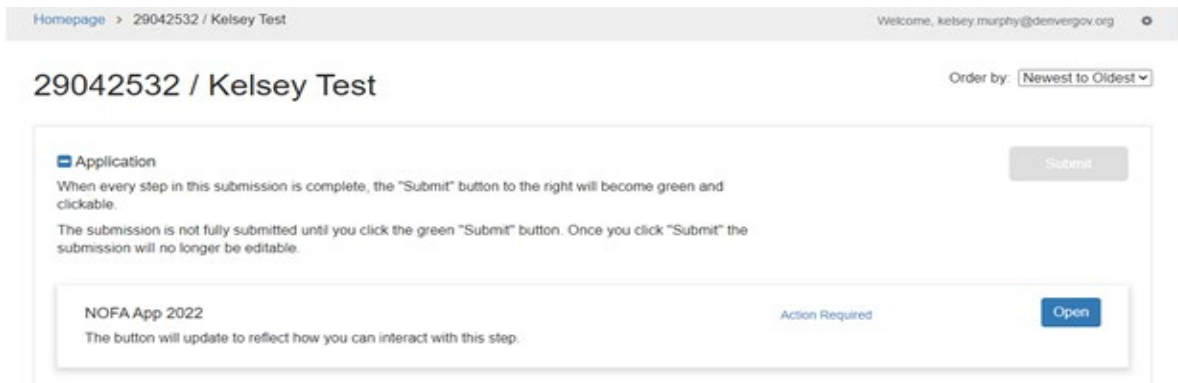 Homepage > 29042532 / Kelsey Test
Welcome, kelsey.murphy@denvergov.org
29042532 / Kelsey Test
Order by: Newest to Oldest
Application
Submit
When every step in this submission is complete, the "Submit" button to the right will become green and
clickable.
The submission is not fully submitted until you click the green "Submit" button. Once you click "Submit" the
submission will no longer be editable.
NOFA App 2022
Action Required
Open
The button will update to reflect how you can interact with this step.